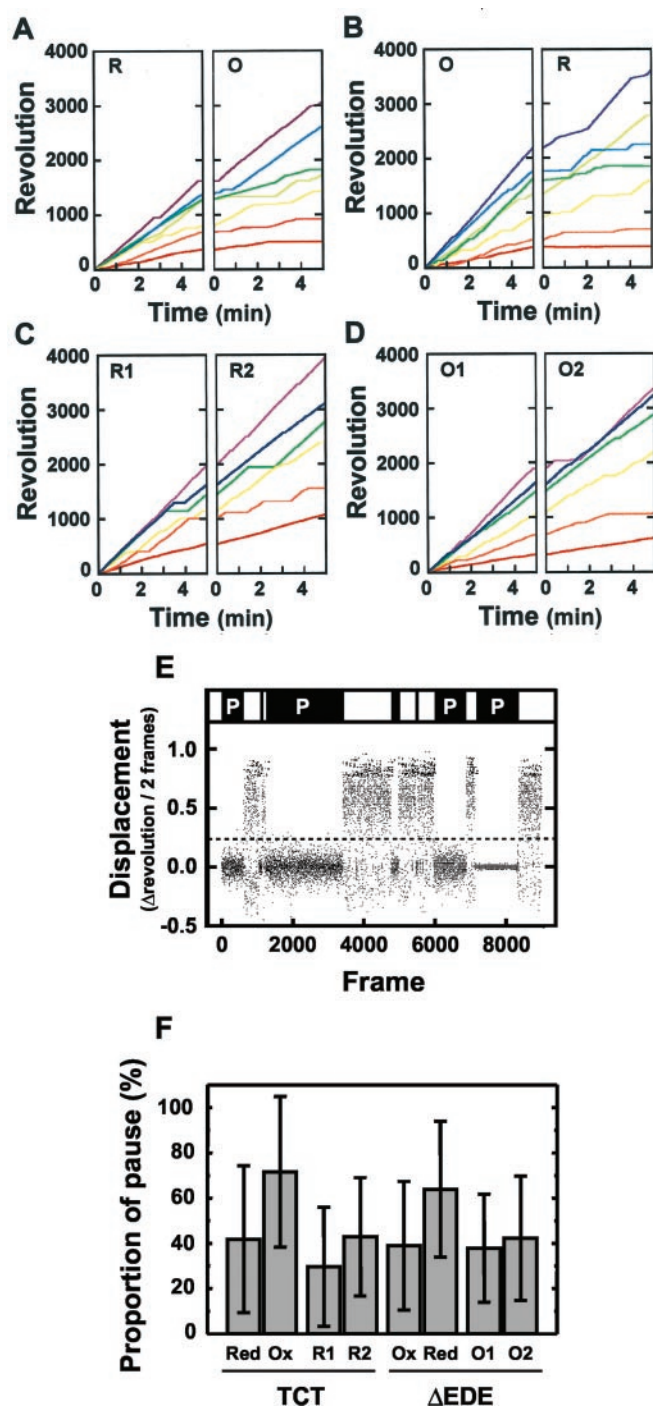 A
B
R
O
O
R
4000
3000
2000
1000
0
Revolution
0 2 4 0 2 4
Time (min)
4000
3000
2000
1000
0
Revolution
0 2 4 0 2 4
Time (min)
C
D
R1
R2
O1
O2
4000
3000
2000
1000
0
Revolution
0 2 4 0 2 4
Time (min)
4000
3000
2000
1000
0
Revolution
0 2 4 0 2 4
Time (min)
E
P P P P
1.0
0.5
0.0
-0.5
Displacement
(Δrevolution / 2 frames)
0 2000 4000 6000 8000
Frame
F
100
80
60
40
20
0
Proportion of pause (%)
Red Ox R1 R2 Ox Red O1 O2
TCT ΔEDE